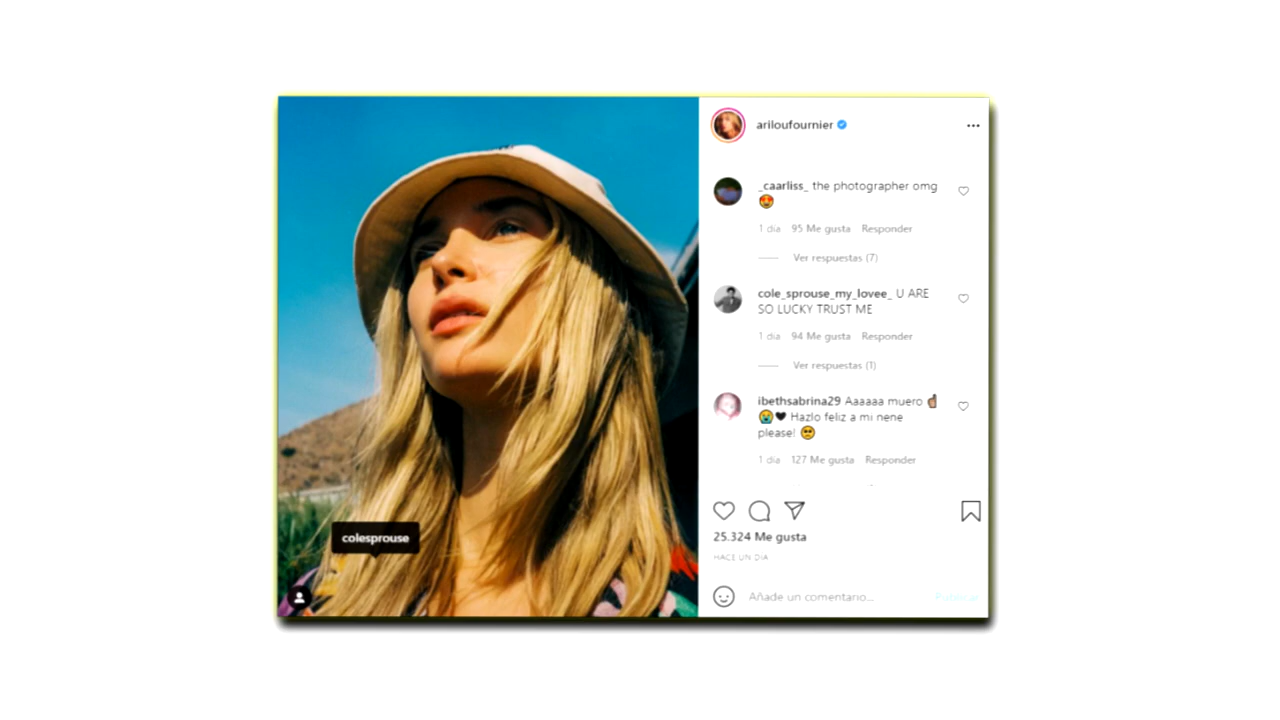 colesprouse
ariloufournier
_caarliss_ the photographer omg
😍
1 día 95 Me gusta Responder
Ver respuestas (7)
cole_sprouse_my_lovee_ U ARE
SO LUCKY TRUST ME
1 día 94 Me gusta Responder
Ver respuestas (1)
ibethsabrina29 Aaaaaa muero ☝🏽
😭🖤 Hazlo feliz a mi nene
please! 🥺
1 día 127 Me gusta Responder
25.324 Me gusta
HACE UN DÍA
Añade un comentario...
Publicar